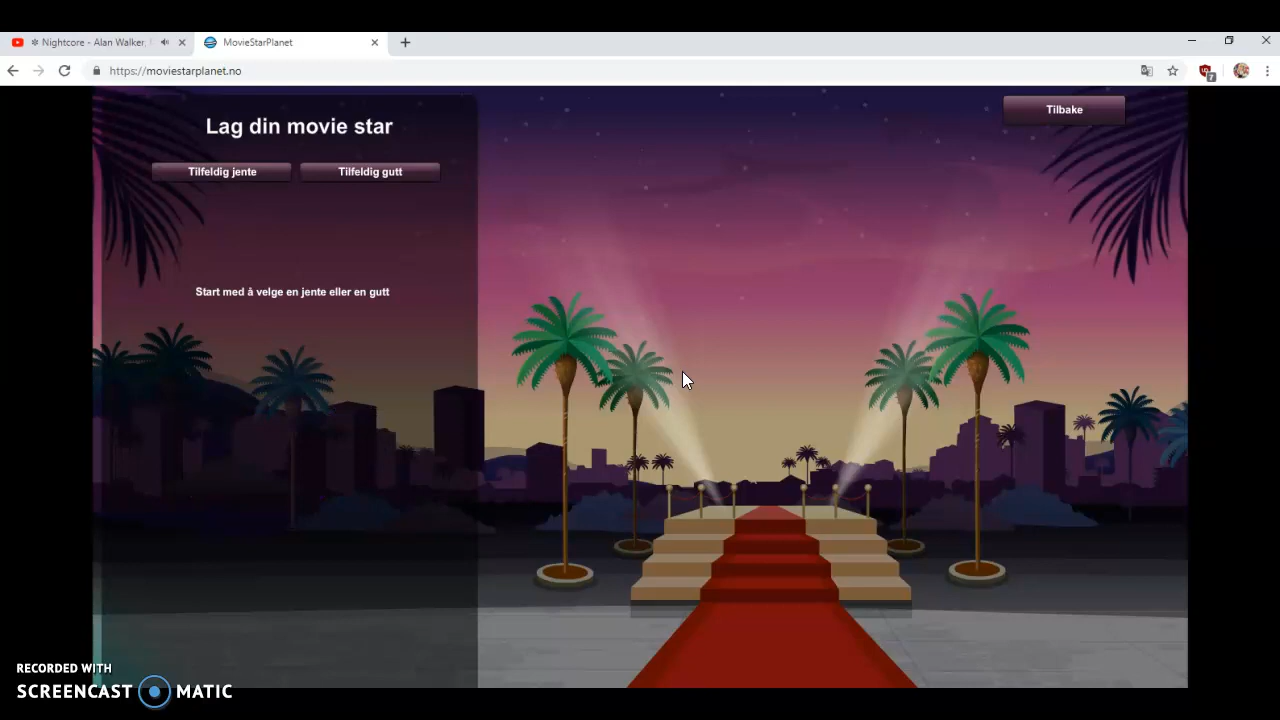 ✲ Nightcore - Alan Walker,
MovieStarPlanet
https://moviestarplanet.no
7
Lag din movie star
Tilbake
Tilfeldig jente
Tilfeldig gutt
Start med å velge en jente eller en gutt
RECORDED WITH
SCREENCAST MATIC